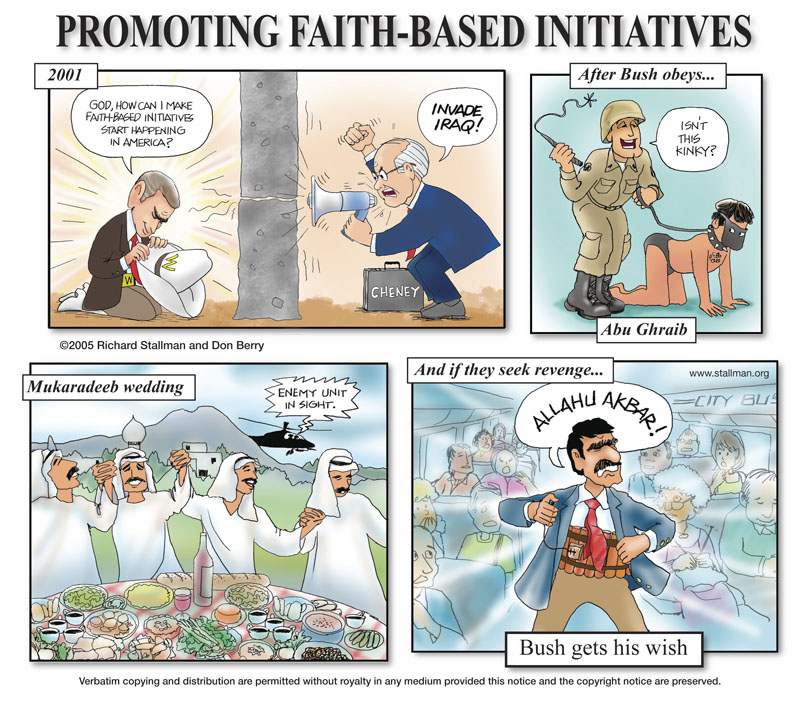 PROMOTING FAITH-BASED INITIATIVES
2001
GOD, HOW CAN I MAKE
FAITH-BASED INITIATIVES
START HAPPENING
IN AMERICA?
W
W
INVADE
IRAQ!
CHENEY
©2005 Richard Stallman and Don Berry
After Bush obeys...
ISN'T
THIS
KINKY?
Abu Ghraib
Mukaradeeb wedding
ENEMY UNIT
IN SIGHT.
And if they seek revenge...
www.stallman.org
CITY BUS
ALLAHU AKBAR!
Bush gets his wish
Verbatim copying and distribution are permitted without royalty in any medium provided this notice and the copyright notice are preserved.